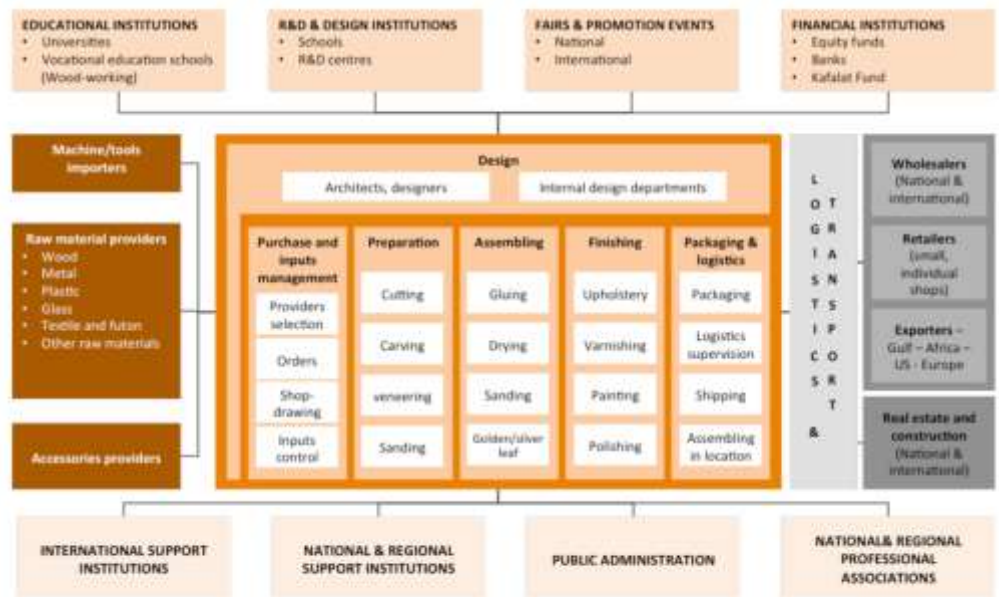 EDUCATIONAL INSTITUTIONS
• Universities
• Vocational education schools
(Wood-working)
R&D & DESIGN INSTITUTIONS
• Schools
• R&D centres
FAIRS & PROMOTION EVENTS
• National
• International
FINANCIAL INSTITUTIONS
• Equity funds
• Banks
• Kafalat Fund
Machine/tools
importers
Raw material providers
• Wood
• Metal
• Plastic
• Glass
• Textile and futon
• Other raw materials
Accessories providers
Design
Architects, designers
Internal design departments
Purchase and
inputs
management
Providers
selection
Orders
Shop-
drawing
Inputs
control
Preparation
Cutting
Carving
veneering
Sanding
Assembling
Gluing
Drying
Sanding
Golden/silver
leaf
Finishing
Upholstery
Varnishing
Painting
Polishing
Packaging &
logistics
Packaging
Logistics
supervision
Shipping
Assembling
in location
LOGISTICS &
TRANSPORT
Wholesalers
(National &
international)
Retailers
(small,
individual
shops)
Exporters –
Gulf – Africa –
US - Europe
Real estate and
construction
(National &
international)
INTERNATIONAL SUPPORT
INSTITUTIONS
NATIONAL & REGIONAL
SUPPORT INSTITUTIONS
PUBLIC ADMINISTRATION
NATIONAL& REGIONAL
PROFESSIONAL
ASSOCIATIONS